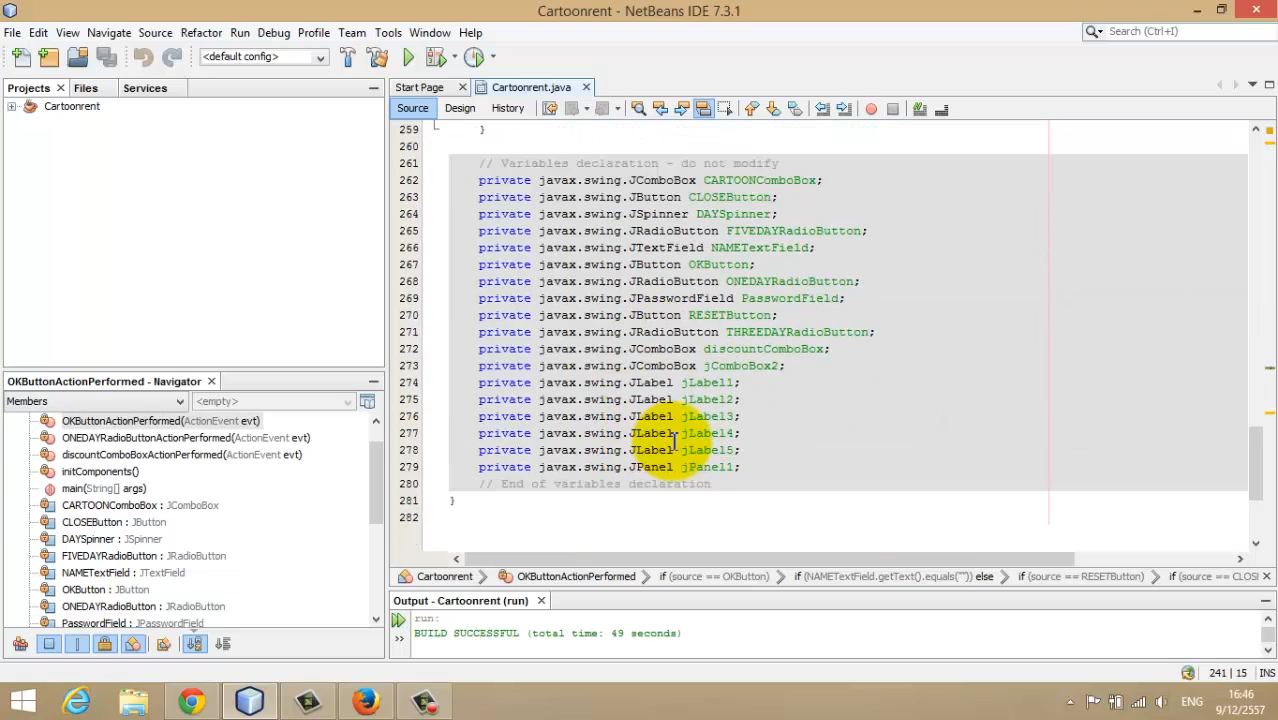 Cartoonrent - NetBeans IDE 7.3.1
File Edit View Navigate Source Refactor Run Debug Profile Team Tools Window Help
Search (Ctrl+I)
<default config>
Projects Files Services
Start Page Cartoonrent.java
Cartoonrent
Source Design History
259 }
260
261 // Variables declaration - do not modify
262 private javax.swing.JComboBox CARTOONComboBox;
263 private javax.swing.JButton CLOSEButton;
264 private javax.swing.JSpinner DAYSpinner;
265 private javax.swing.JRadioButton FIVEDAYRadioButton;
266 private javax.swing.JTextField NAMETextField;
267 private javax.swing.JButton OKButton;
268 private javax.swing.JRadioButton ONEDAYRadioButton;
269 private javax.swing.JPasswordField PasswordField;
270 private javax.swing.JButton RESETButton;
271 private javax.swing.JRadioButton THREEDAYRadioButton;
272 private javax.swing.JComboBox discountComboBox;
273 private javax.swing.JComboBox jComboBox2;
274 private javax.swing.JLabel jLabel1;
275 private javax.swing.JLabel jLabel2;
276 private javax.swing.JLabel jLabel3;
277 private javax.swing.JLabel jLabel4;
278 private javax.swing.JLabel jLabel5;
279 private javax.swing.JPanel jPanel1;
280 // End of variables declaration
281 }
282
OKButtonActionPerformed - Navigator
Members
<empty>
OKButtonActionPerformed(ActionEvent evt)
ONEDAYRadioButtonActionPerformed(ActionEvent evt)
discountComboBoxActionPerformed(ActionEvent evt)
initComponents()
main(String[] args)
CARTOONComboBox : JComboBox
CLOSEButton : JButton
DAYSpinner : JSpinner
FIVEDAYRadioButton : JRadioButton
NAMETextField : JTextField
OKButton : JButton
ONEDAYRadioButton : JRadioButton
PasswordField : JPasswordField
Cartoonrent OKButtonActionPerformed if (source == OKButton) if (NAMETextField.getText().equals("")) else if (source == RESETButton) if (source == CLOSI
Output - Cartoonrent (run)
run:
BUILD SUCCESSFUL (total time: 49 seconds)
241 | 15 INS
ENG
16:46
9/12/2557